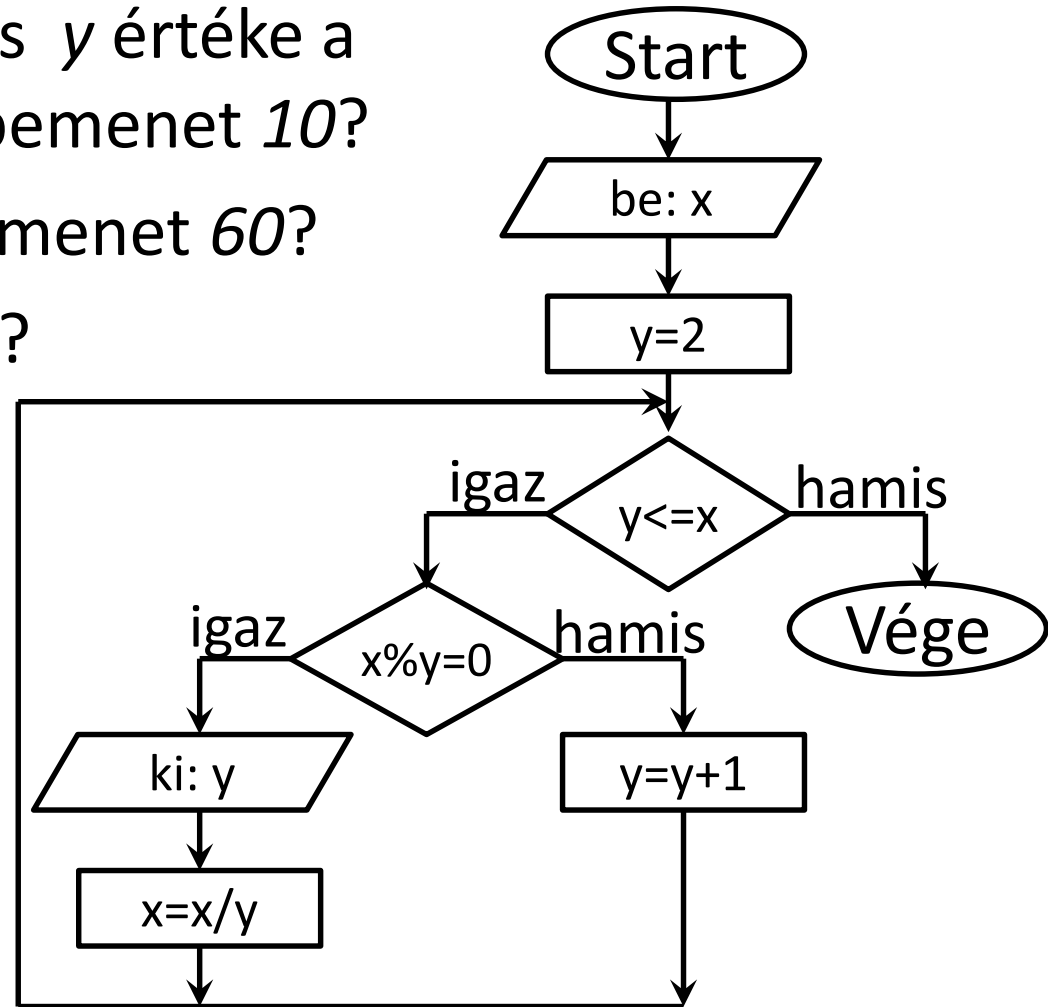 s y értéke a
bemenet 10?
menet 60?
?
Start
be: x
y=2
igaz
y<=x
hamis
igaz
x%y=0
hamis
Vége
ki: y
y=y+1
x=x/y